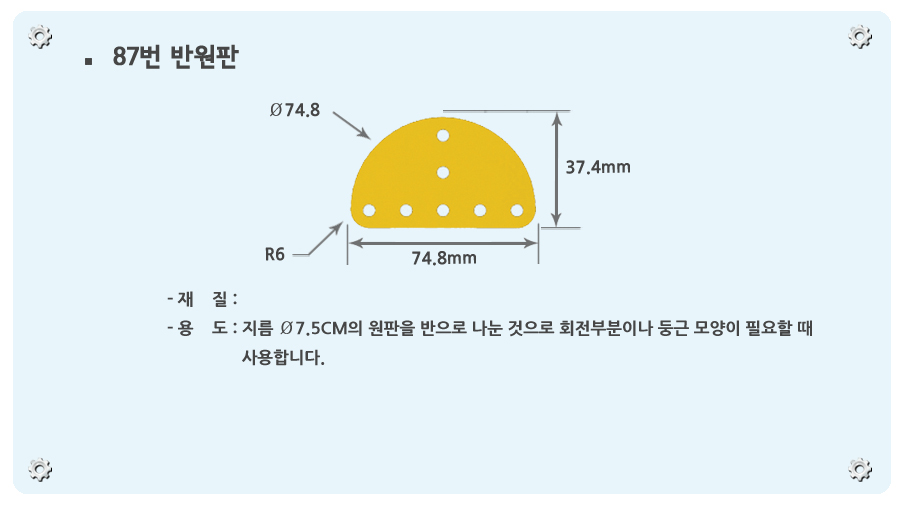 ▪ 87번 반원판
Ø74.8
37.4mm
R6
74.8mm
- 재 질 :
- 용 도 : 지름 Ø7.5CM의 원판을 반으로 나눈 것으로 회전부분이나 둥근 모양이 필요할 때
사용합니다.